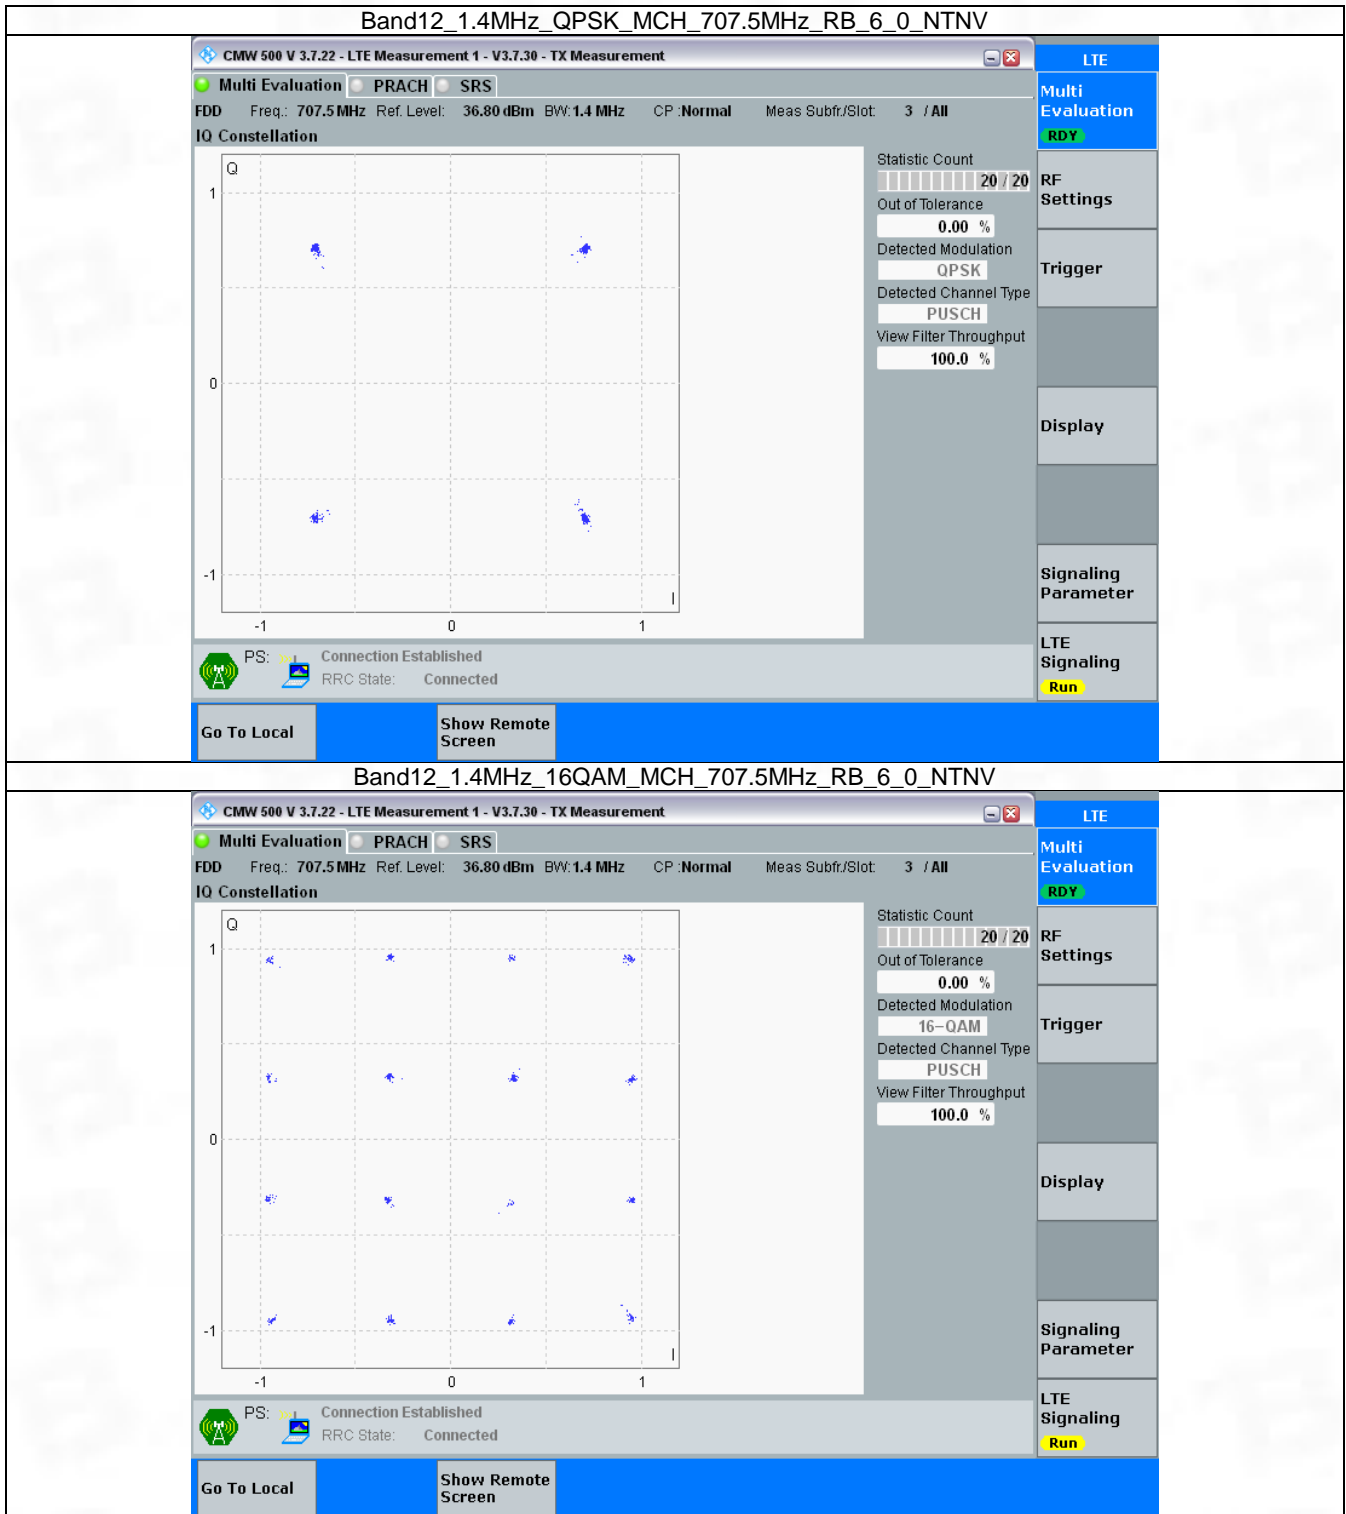 Band12_1.4MHz_QPSK_MCH_707.5MHz_RB_6_0_NTNV
CMW 500 V 3.7.22 - LTE Measurement 1 - V3.7.30 - TX Measurement
LTE
Multi Evaluation PRACH SRS
Multi
Evaluation
RDY
FDD Freq.: 707.5 MHz Ref. Level: 36.80 dBm BW: 1.4 MHz CP : Normal Meas Subfr./Slot: 3 / All
IQ Constellation
Q
1
0
-1
I
-1 0 1
Statistic Count
20 / 20
Out of Tolerance
0.00 %
Detected Modulation
QPSK
Detected Channel Type
PUSCH
View Filter Throughput
100.0 %
RF
Settings
Trigger
Display
Signaling
Parameter
LTE
Signaling
Run
PS: Connection Established
RRC State: Connected
Go To Local
Show Remote
Screen
Band12_1.4MHz_16QAM_MCH_707.5MHz_RB_6_0_NTNV
CMW 500 V 3.7.22 - LTE Measurement 1 - V3.7.30 - TX Measurement
LTE
Multi Evaluation PRACH SRS
Multi
Evaluation
RDY
FDD Freq.: 707.5 MHz Ref. Level: 36.80 dBm BW: 1.4 MHz CP : Normal Meas Subfr./Slot: 3 / All
IQ Constellation
Q
1
0
-1
I
-1 0 1
Statistic Count
20 / 20
Out of Tolerance
0.00 %
Detected Modulation
16-QAM
Detected Channel Type
PUSCH
View Filter Throughput
100.0 %
RF
Settings
Trigger
Display
Signaling
Parameter
LTE
Signaling
Run
PS: Connection Established
RRC State: Connected
Go To Local
Show Remote
Screen